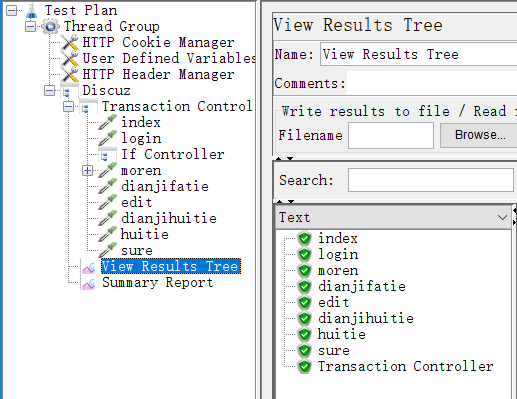 Test Plan
Thread Group
HTTP Cookie Manager
User Defined Variables
HTTP Header Manager
Discuz
Transaction Control
index
login
If Controller
moren
dianjifatie
edit
dianjihuitie
huitie
sure
View Results Tree
Summary Report
View Results Tree
Name: View Results Tree
Comments:
Write results to file / Read f
Filename Browse...
Search:
Text
index
login
moren
dianjifatie
edit
dianjihuitie
huitie
sure
Transaction Controller